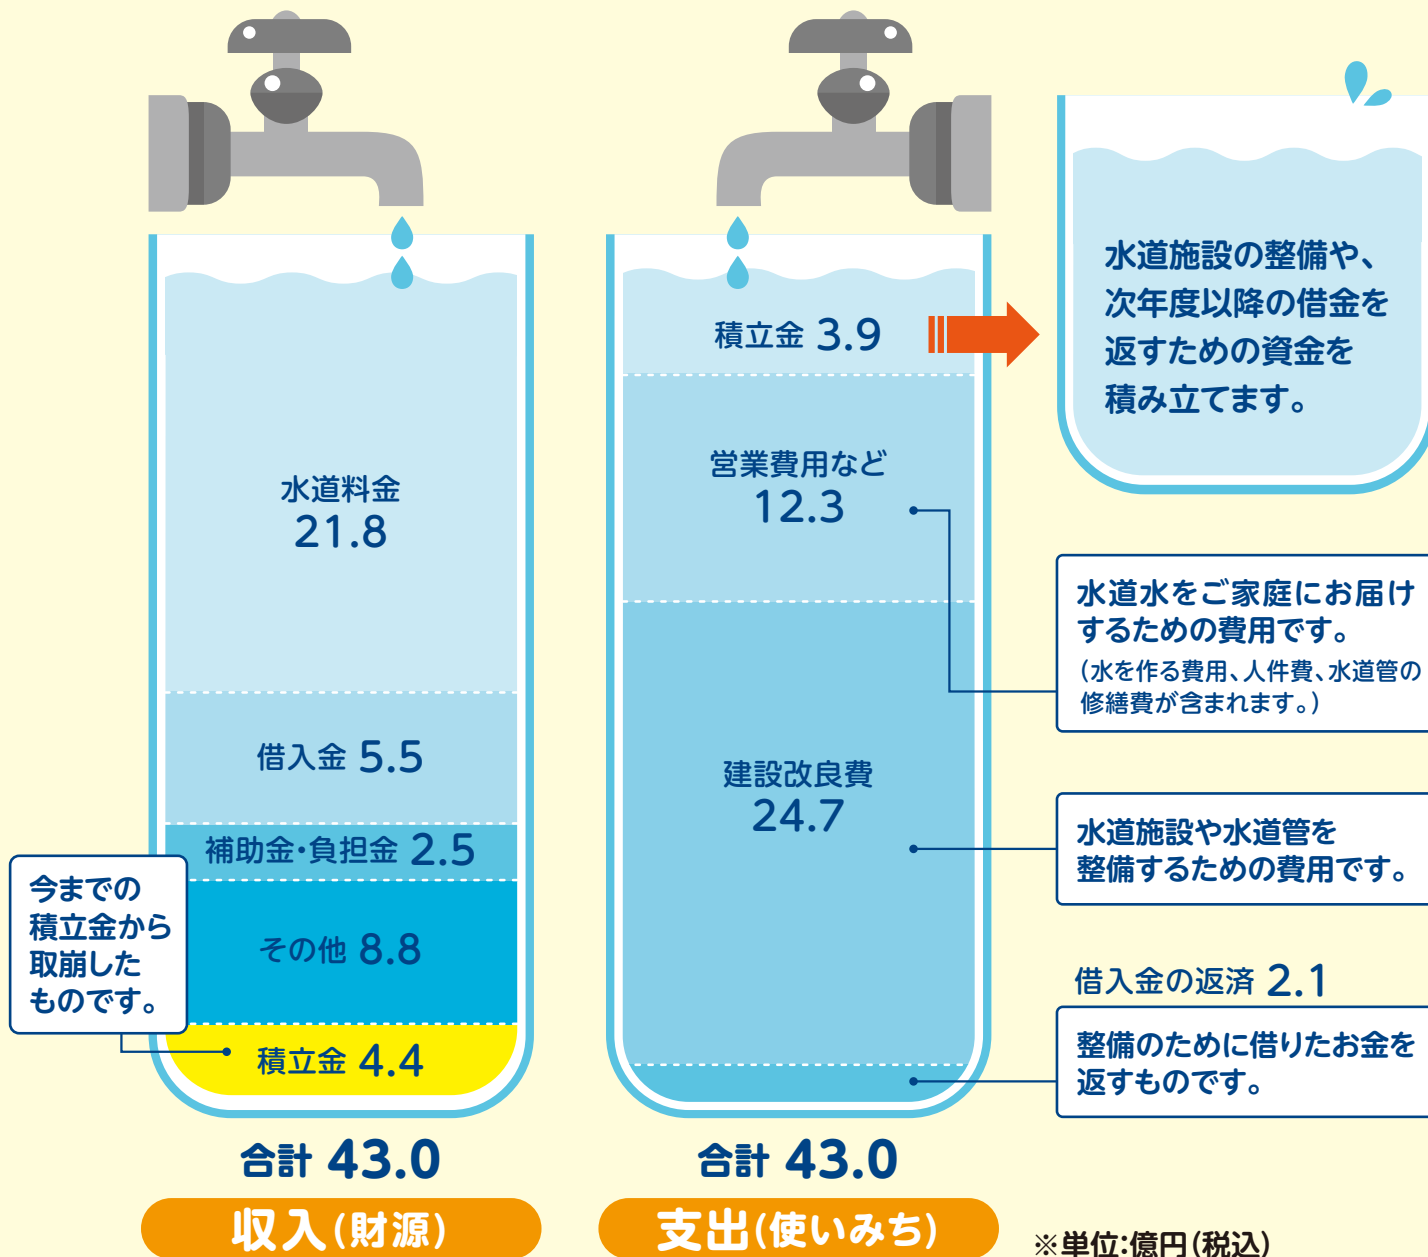 水道料金
21.8
借入金 5.5
補助金・負担金 2.5
その他 8.8
積立金 4.4
今までの
積立金から
取崩した
ものです。
合計 43.0
収入(財源)
積立金 3.9
営業費用など
12.3
建設改良費
24.7
合計 43.0
支出(使いみち)
水道施設の整備や、
次年度以降の借金を
返すための資金を
積み立てます。
水道水をご家庭にお届け
するための費用です。
(水を作る費用、人件費、水道管の
修繕費が含まれます。)
水道施設や水道管を
整備するための費用です。
借入金の返済 2.1
整備のために借りたお金を
返すものです。
※単位:億円(税込)